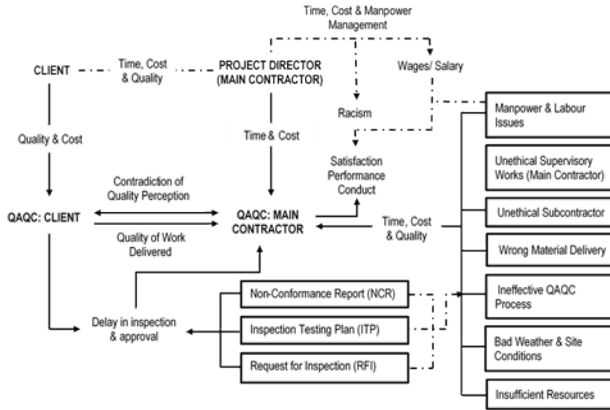 Time, Cost & Manpower
Management
CLIENT
Time, Cost
& Quality
PROJECT DIRECTOR
(MAIN CONTRACTOR)
Wages/ Salary
Racism
Manpower & Labour
Issues
Quality & Cost
Time & Cost
Satisfaction
Performance
Conduct
Unethical Supervisory
Works (Main Contractor)
Contradiction of
Quality Perception
QAQC: CLIENT
QAQC: MAIN
CONTRACTOR
Time, Cost
& Quality
Unethical Subcontractor
Quality of Work
Delivered
Wrong Material Delivery
Non-Conformance Report (NCR)
Ineffective QAQC
Process
Delay in inspection
& approval
Inspection Testing Plan (ITP)
Request for Inspection (RFI)
Bad Weather & Site
Conditions
Insufficient Resources